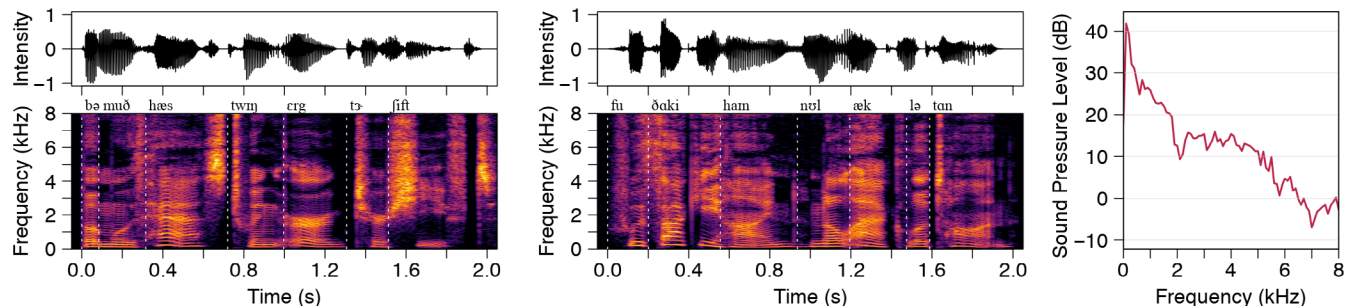 Intensity
1
0
−1
bə muð hæs twɪŋ ɛrg tɚ ʃift
Frequency (kHz)
8
6
4
2
0
0.0 0.4 0.8 1.2 1.6 2.0
Time (s)
Intensity
1
0
−1
fu ðɑki haɪn nʊl æk lə tɑn
Frequency (kHz)
8
6
4
2
0
0.0 0.4 0.8 1.2 1.6 2.0
Time (s)
Sound Pressure Level (dB)
40
30
20
10
0
−10
0 2 4 6 8
Frequency (kHz)